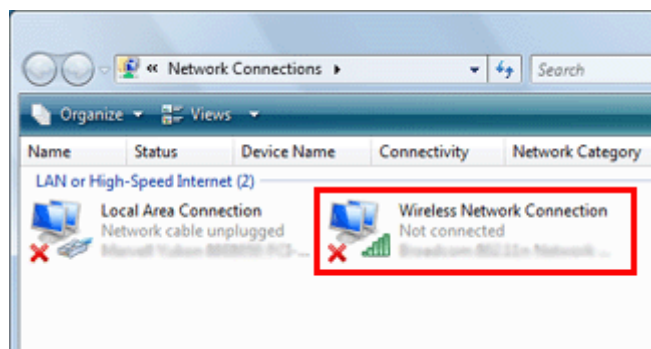 « Network Connections
Search
Organize Views
Name Status Device Name Connectivity Network Category
LAN or High-Speed Internet (2)
Local Area Connection
Network cable unplugged
Wireless Network Connection
Not connected